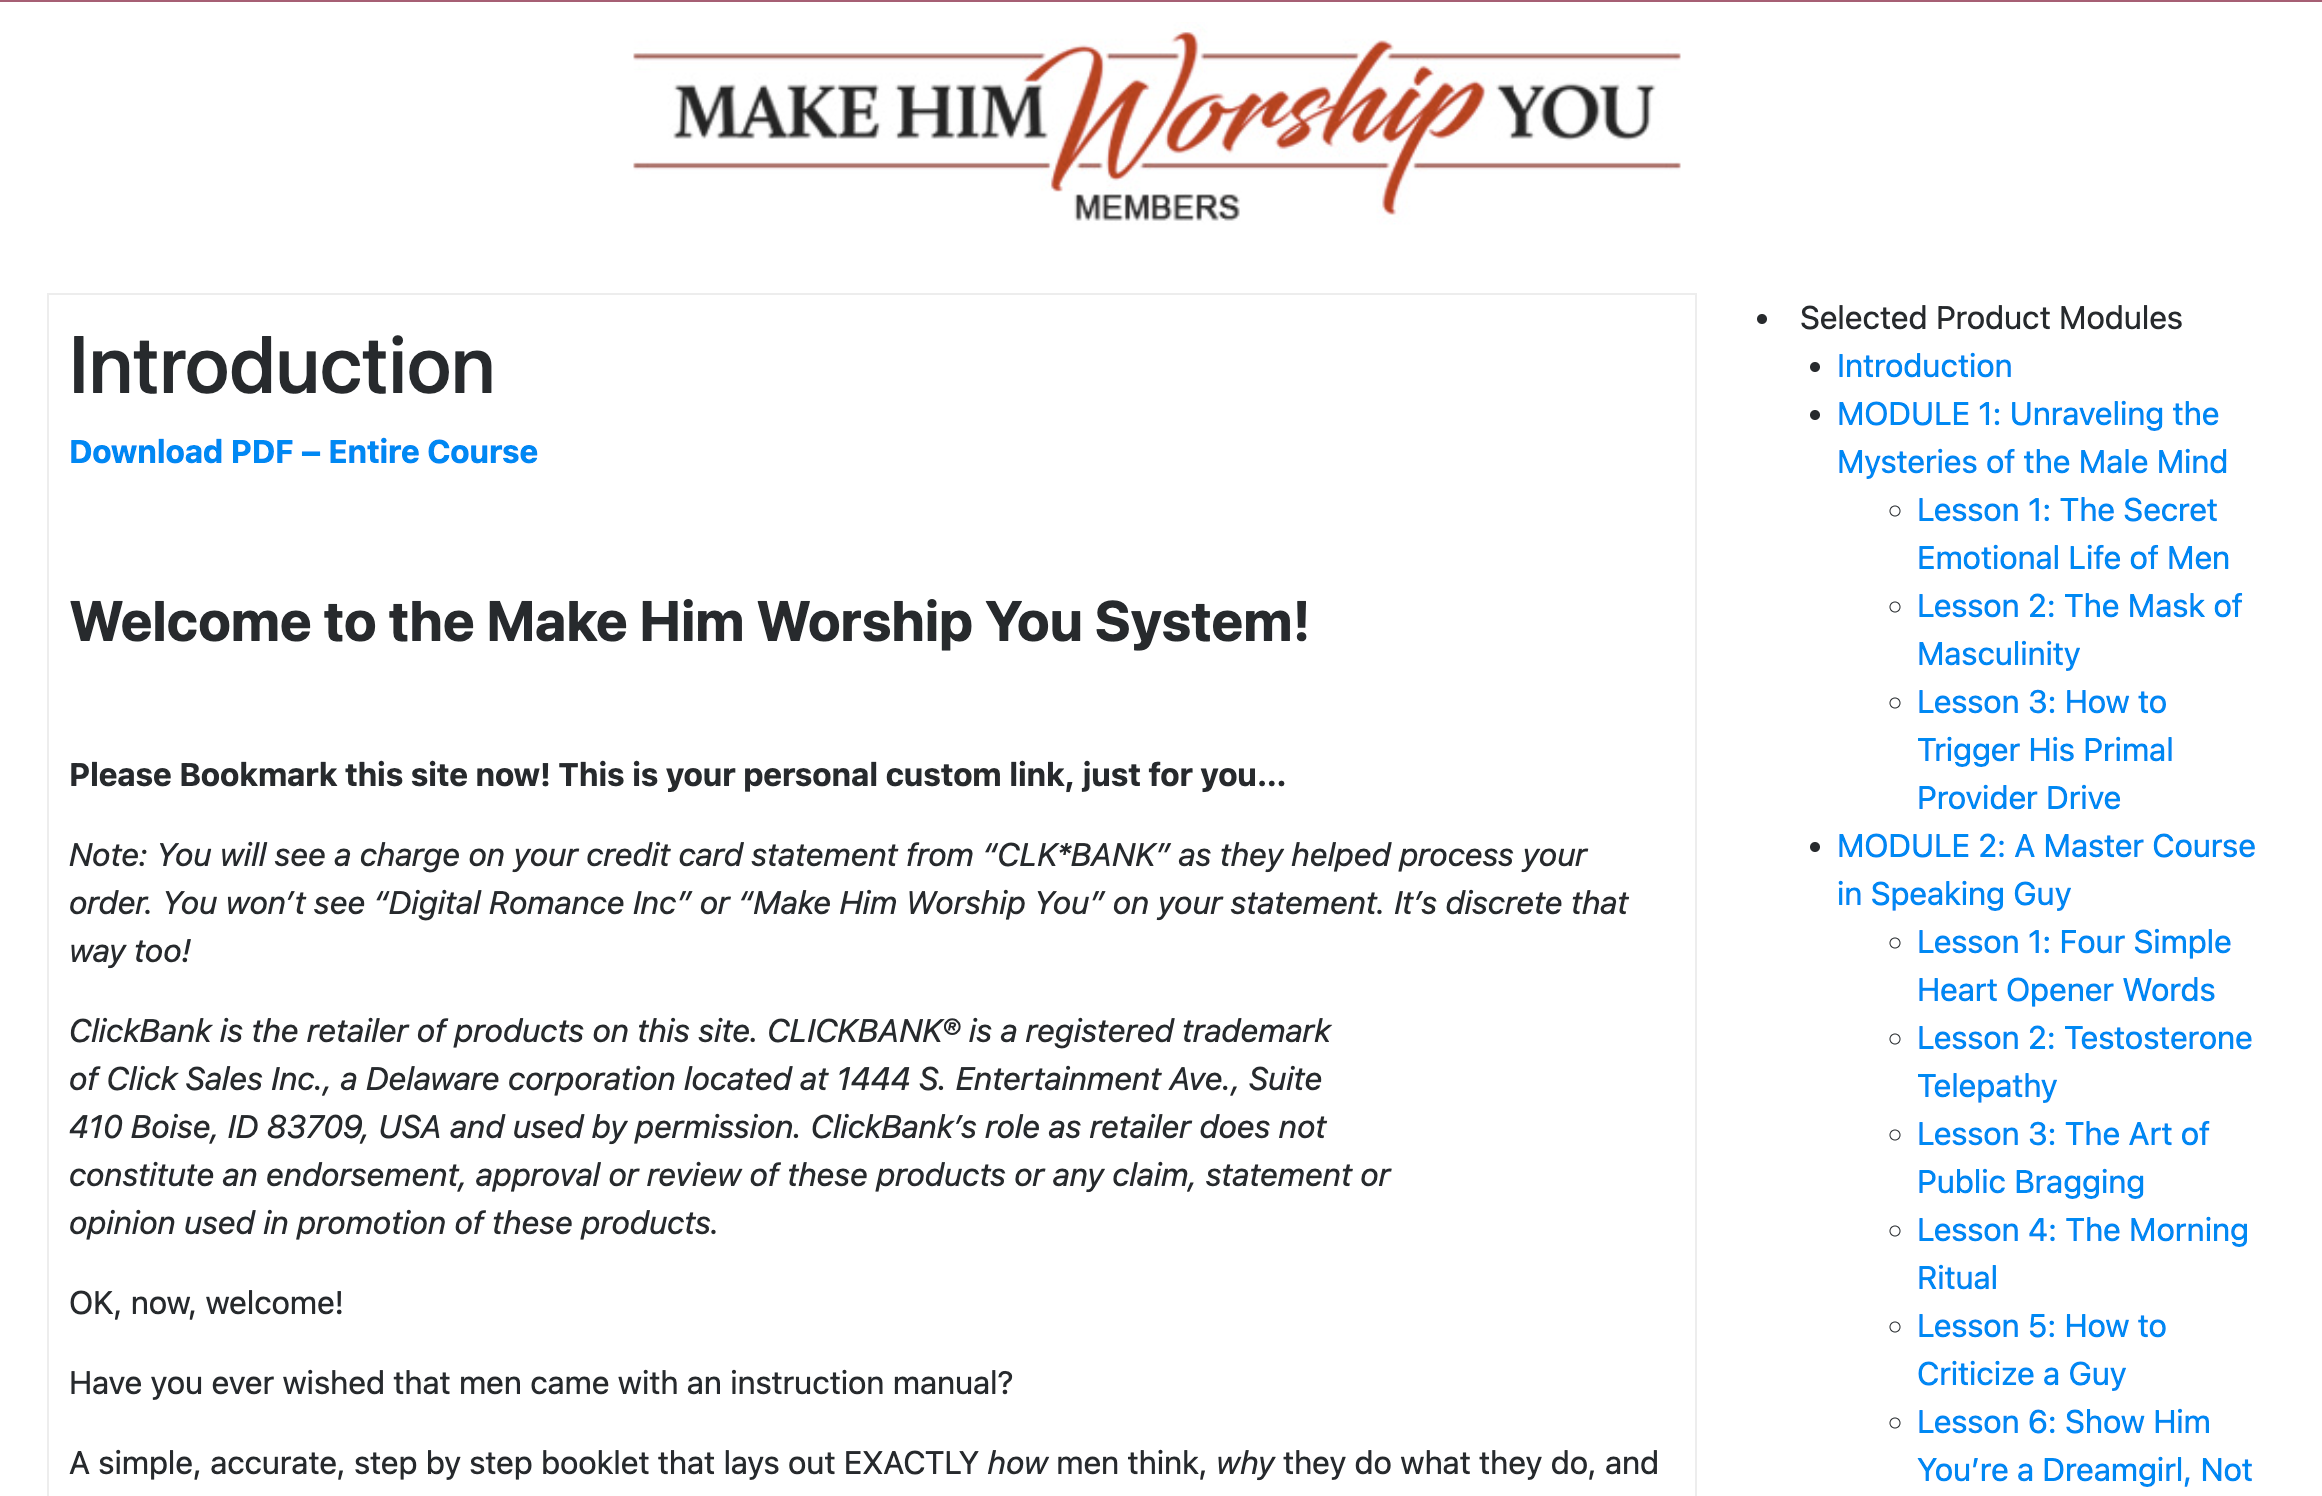 MAKE HIM Worship YOU
MEMBERS
Introduction
Download PDF – Entire Course
Welcome to the Make Him Worship You System!
Please Bookmark this site now! This is your personal custom link, just for you...
Note: You will see a charge on your credit card statement from “CLK*BANK” as they helped process your
order. You won’t see “Digital Romance Inc” or “Make Him Worship You” on your statement. It’s discrete that
way too!
ClickBank is the retailer of products on this site. CLICKBANK® is a registered trademark
of Click Sales Inc., a Delaware corporation located at 1444 S. Entertainment Ave., Suite
410 Boise, ID 83709, USA and used by permission. ClickBank’s role as retailer does not
constitute an endorsement, approval or review of these products or any claim, statement or
opinion used in promotion of these products.
OK, now, welcome!
Have you ever wished that men came with an instruction manual?
A simple, accurate, step by step booklet that lays out EXACTLY how men think, why they do what they do, and
Selected Product Modules
Introduction
MODULE 1: Unraveling the
Mysteries of the Male Mind
Lesson 1: The Secret
Emotional Life of Men
Lesson 2: The Mask of
Masculinity
Lesson 3: How to
Trigger His Primal
Provider Drive
MODULE 2: A Master Course
in Speaking Guy
Lesson 1: Four Simple
Heart Opener Words
Lesson 2: Testosterone
Telepathy
Lesson 3: The Art of
Public Bragging
Lesson 4: The Morning
Ritual
Lesson 5: How to
Criticize a Guy
Lesson 6: Show Him
You’re a Dreamgirl, Not